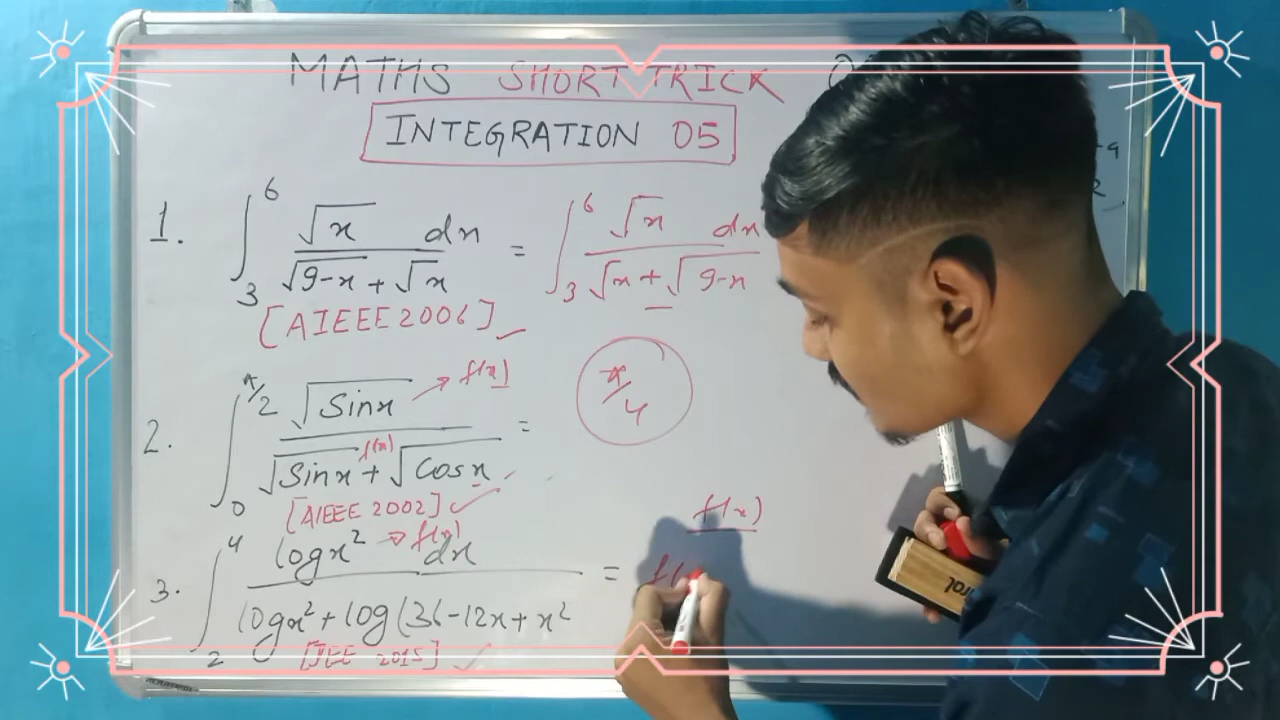 MATHS SHORT TRICK
INTEGRATION 05
1. ∫₃⁶ √x dx / (√9-x + √x) = ∫₃⁶ √x dx / (√x + √9-x)
[AIEEE 2006] ✓
2. ∫₀^π/2 √Sinx → f(x) / (√Sinx f(x) + √Cosx) = π/4
[AIEEE 2002] ✓
3. ∫₂⁴ logx² → f(x) dx / (logx² + log(36-12x+x² = f(x)
[JEE 2015] ✓